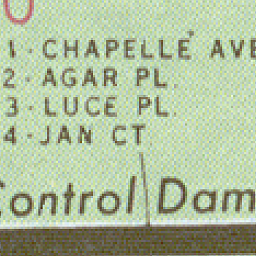 1 · CHAPELLE AVE
2 · AGAR PL.
3 · LUCE PL.
4 · JAN CT
Control Dam